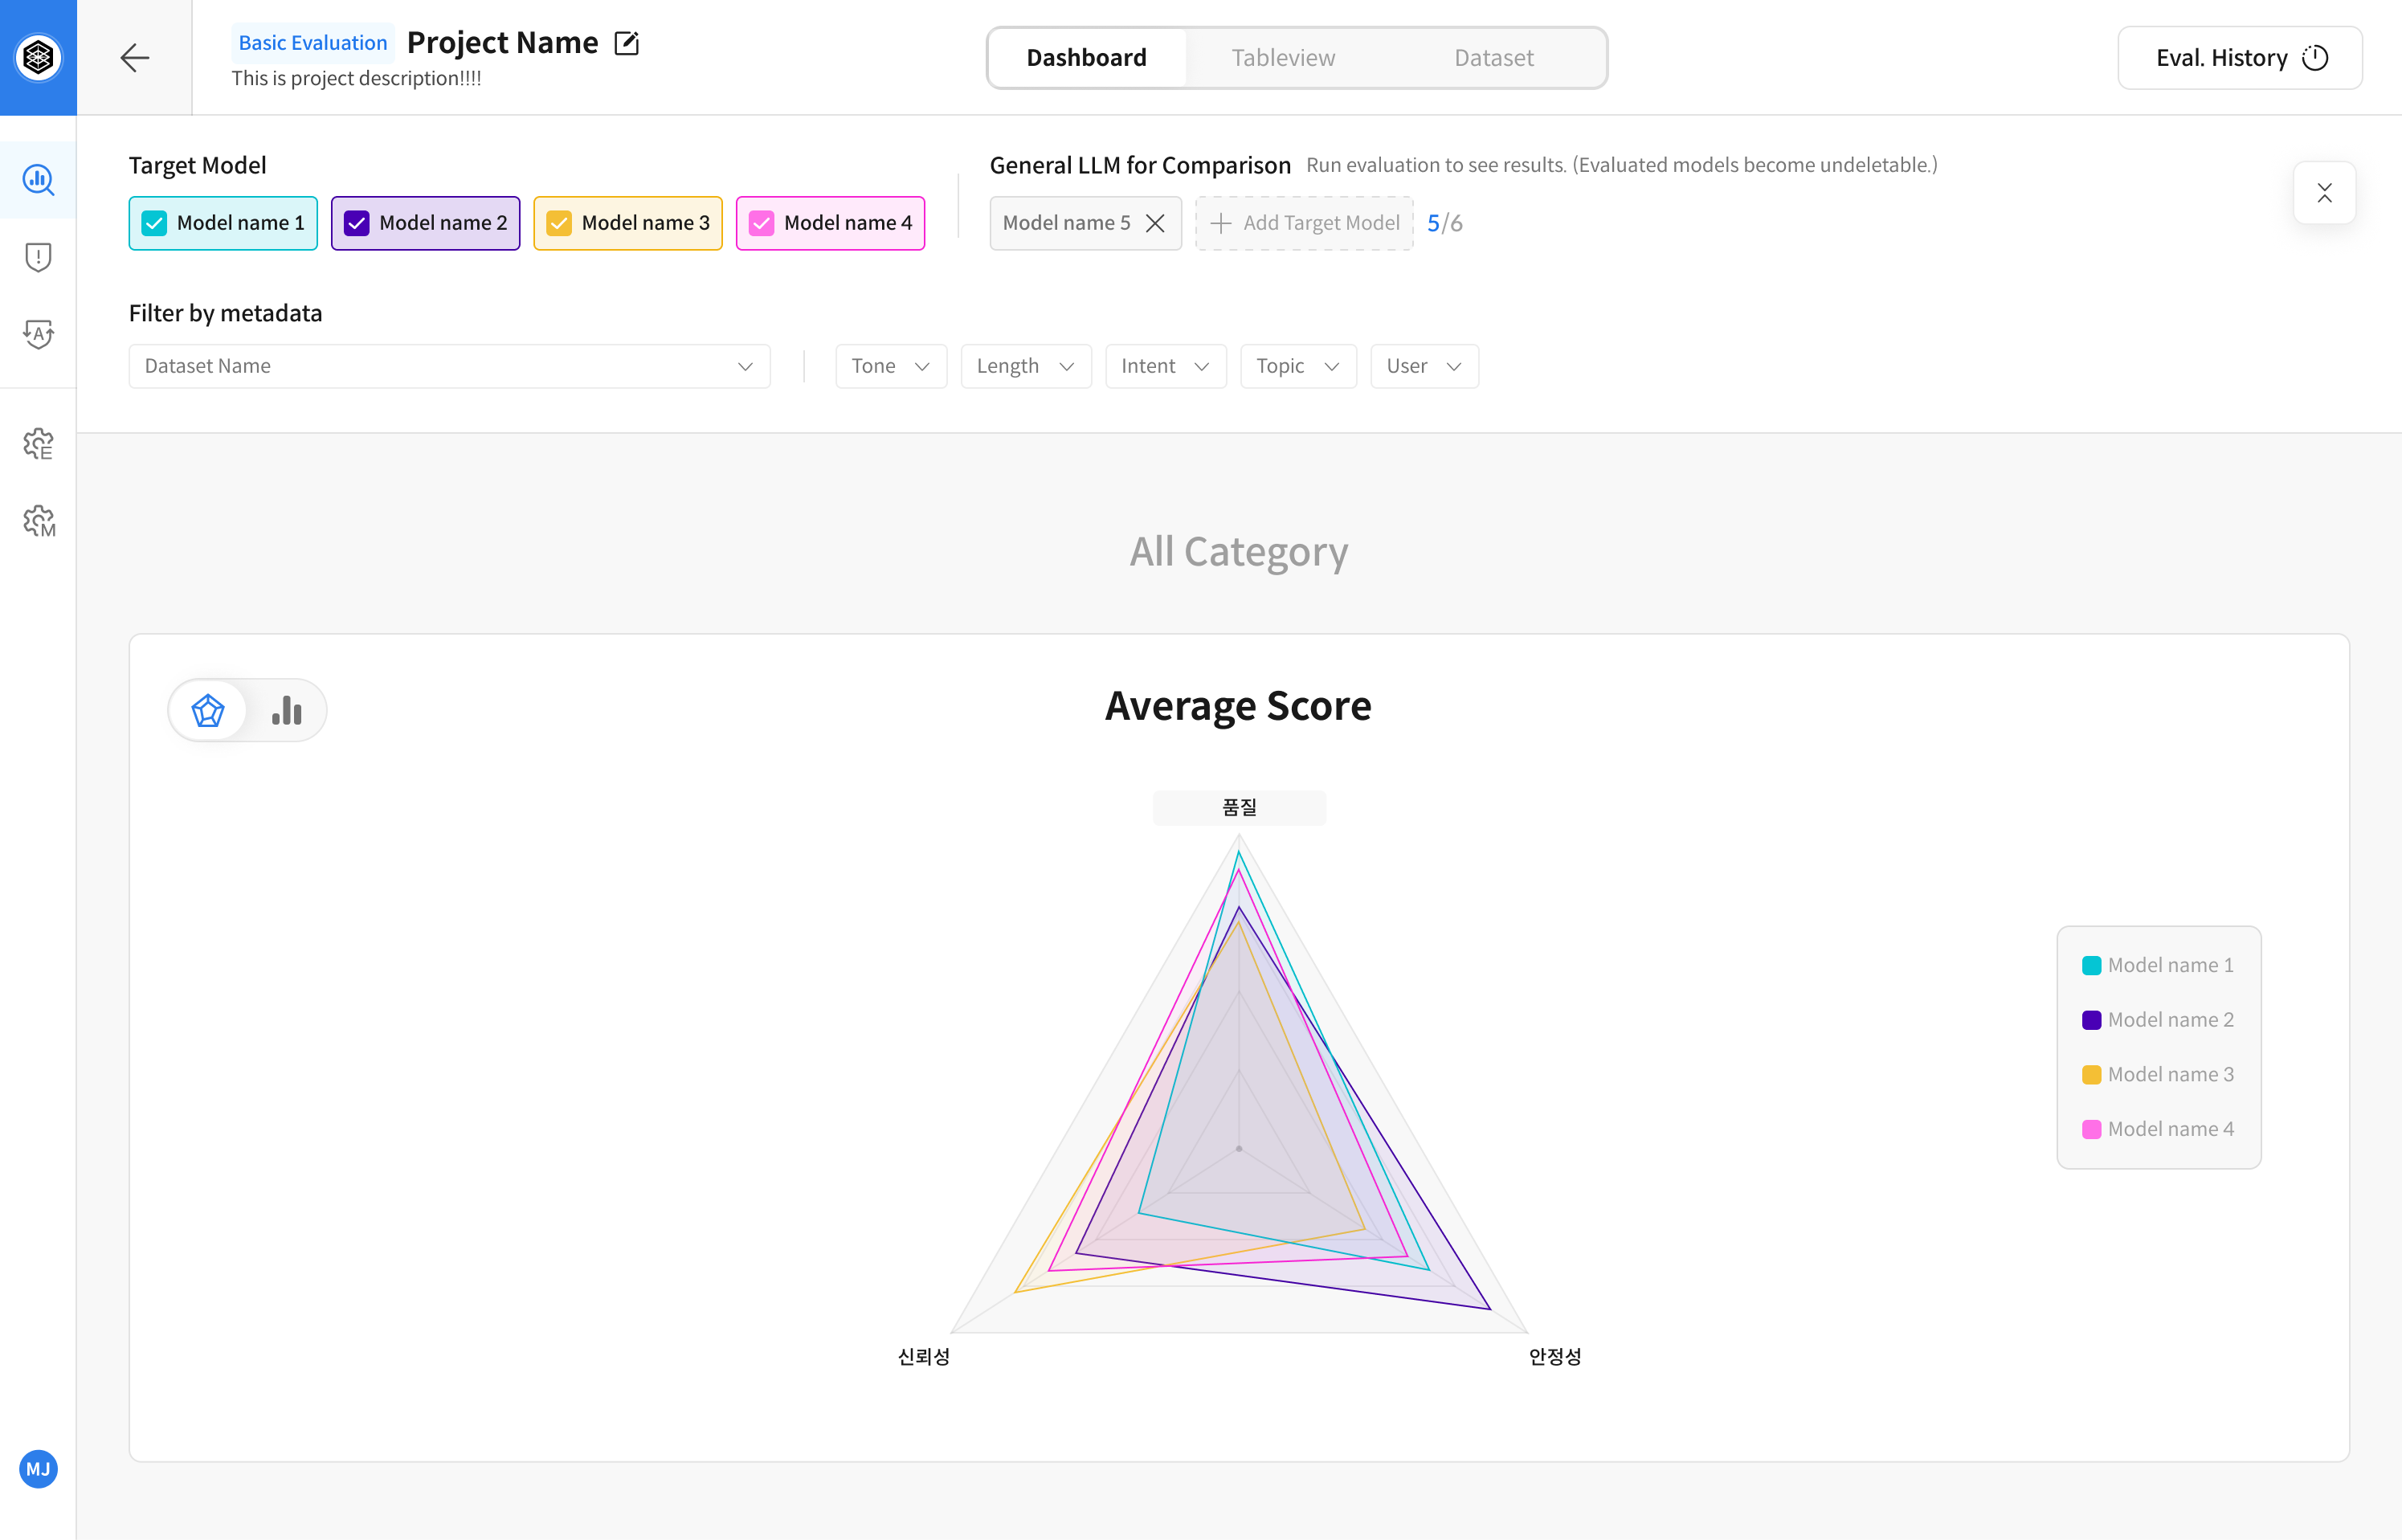 Basic Evaluation Project Name
This is project description!!!!
Dashboard Tableview Dataset
Eval. History
Target Model
Model name 1 Model name 2 Model name 3 Model name 4
General LLM for Comparison Run evaluation to see results. (Evaluated models become undeletable.)
Model name 5 Add Target Model 5/6
Filter by metadata
Dataset Name Tone Length Intent Topic User
A
E
M
All Category
Average Score
품질
Model name 1
Model name 2
Model name 3
Model name 4
신뢰성 안정성
MJ